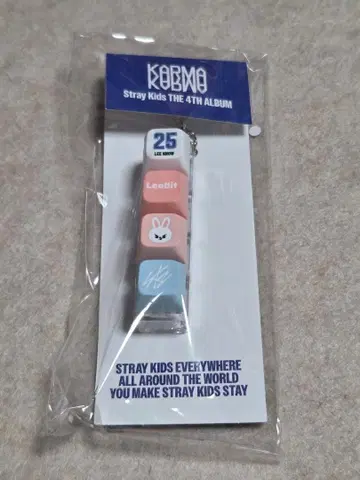 KARMA
Stray Kids THE 4TH ALBUM
25
LEE KNOW
LeeBit
STRAY KIDS EVERYWHERE
ALL AROUND THE WORLD
YOU MAKE STRAY KIDS STAY